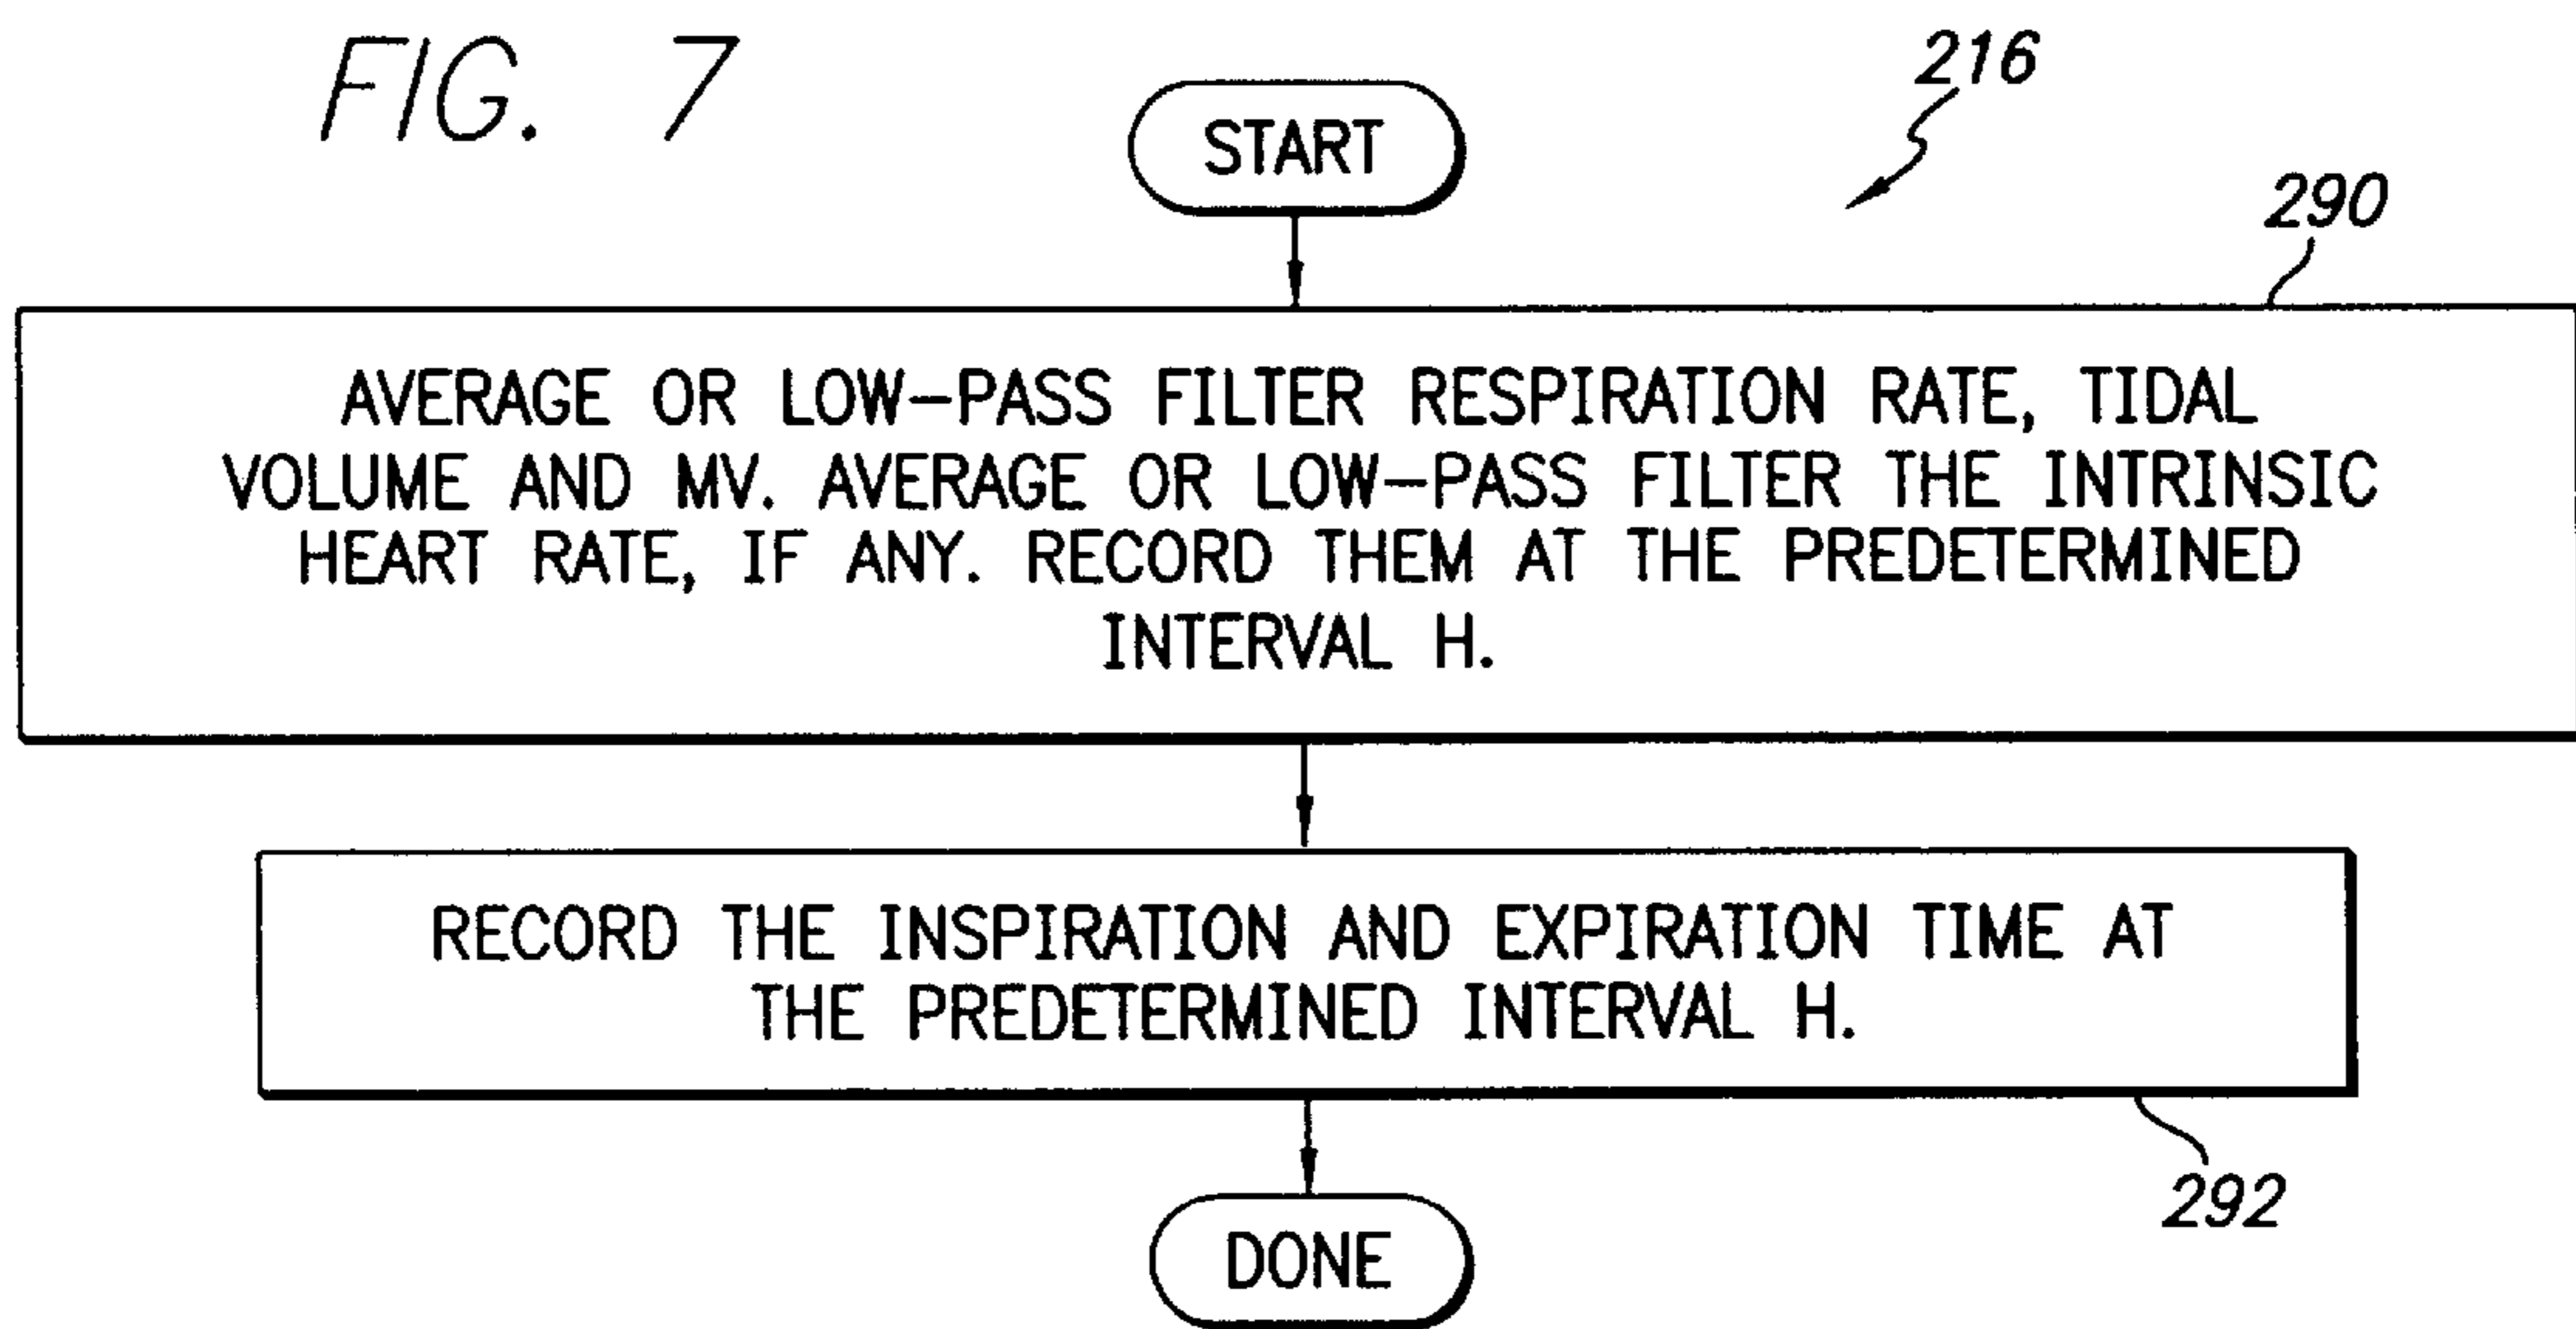 FIG. 7
216
START
290
AVERAGE OR LOW-PASS FILTER RESPIRATION RATE, TIDAL
VOLUME AND MV. AVERAGE OR LOW-PASS FILTER THE INTRINSIC
HEART RATE, IF ANY. RECORD THEM AT THE PREDETERMINED
INTERVAL H.
RECORD THE INSPIRATION AND EXPIRATION TIME AT
THE PREDETERMINED INTERVAL H.
292
DONE